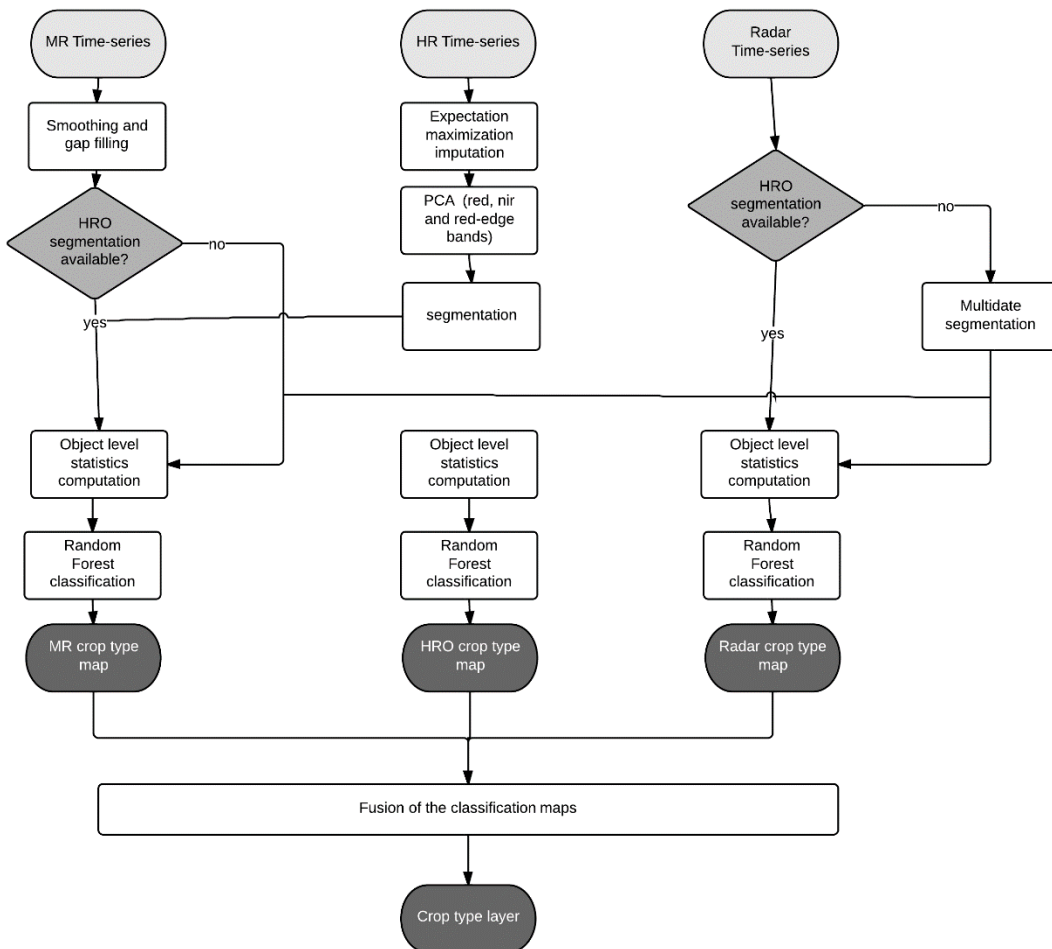 MR Time-series
HR Time-series
Radar
Time-series
Smoothing and
gap filling
Expectation
maximization
imputation
HRO
segmentation
available?
no
PCA (red, nir
and red-edge
bands)
HRO
segmentation
available?
no
yes
segmentation
yes
Multidate
segmentation
Object level
statistics
computation
Object level
statistics
computation
Object level
statistics
computation
Random
Forest
classification
Random
Forest
classification
Random
Forest
classification
MR crop type
map
HRO crop type
map
Radar crop type
map
Fusion of the classification maps
Crop type layer